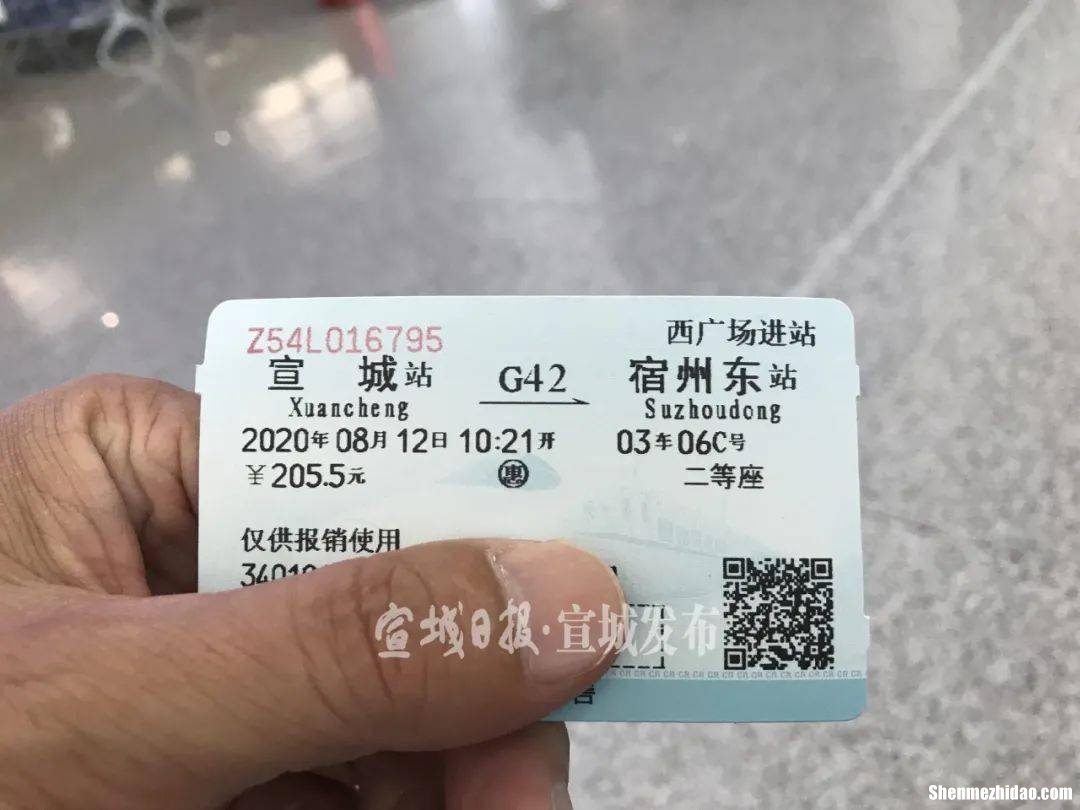 Z54L016795 西广场进站
宣城站 G42 宿州东站
Xuancheng Suzhoudong
2020年08月12日 10:21开 03车06C号
¥205.5元 惠 二等座
仅供报销使用
宣城日报·宣城发布
Shenmezhidao.com